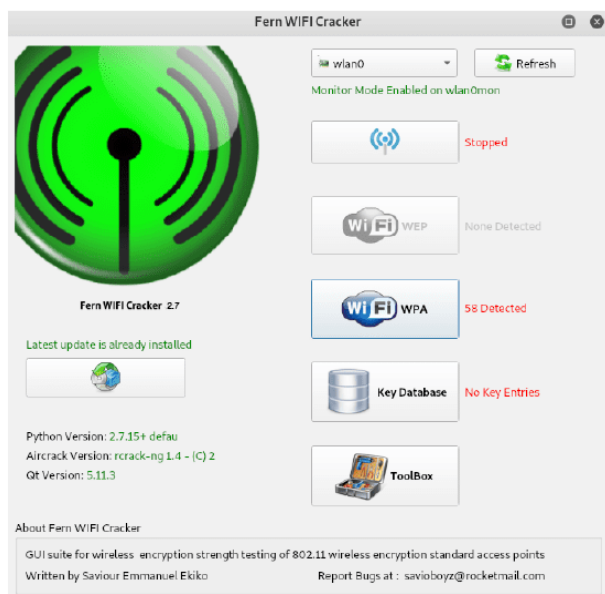 Fern WIFI Cracker
wlan0
Refresh
Monitor Mode Enabled on wlan0mon
Stopped
WiFi WEP
None Detected
Fern WIFI Cracker 2.7
WiFi WPA
58 Detected
Latest update is already installed
Key Database
No Key Entries
Python Version: 2.7.15+ defau
Aircrack Version: rcrack-ng 1.4 - (C) 2
Qt Version: 5.11.3
ToolBox
About Fern WIFI Cracker
GUI suite for wireless encryption strength testing of 802.11 wireless encryption standard access points
Written by Saviour Emmanuel Ekiko
Report Bugs at : savioboyz@rocketmail.com